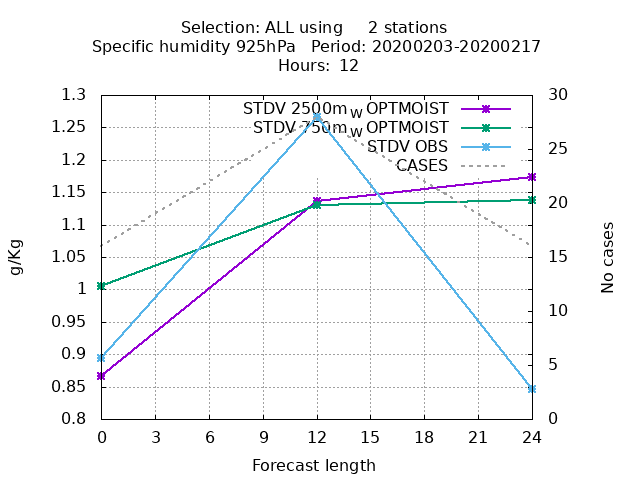 Selection: ALL using     2 stations
Specific humidity 925hPa   Period: 20200203-20200217
Hours:  12
STDV 2500m_W OPTMOIST
STDV 750m_W OPTMOIST
STDV OBS
CASES
1.3
1.25
1.2
1.15
1.1
1.05
1
0.95
0.9
0.85
0.8
30
25
20
15
10
5
0
g/Kg
No cases
0 3 6 9 12 15 18 21 24
Forecast length